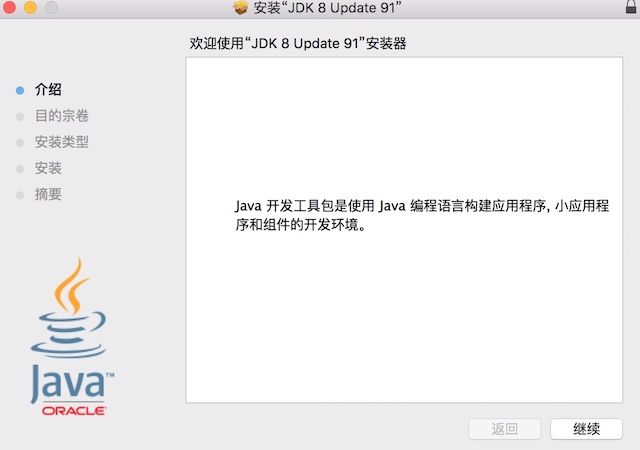 安装“JDK 8 Update 91”
欢迎使用“JDK 8 Update 91”安装器
介绍
目的宗卷
安装类型
安装
摘要
Java 开发工具包是使用 Java 编程语言构建应用程序, 小应用程
序和组件的开发环境。
Java™
ORACLE
返回
继续